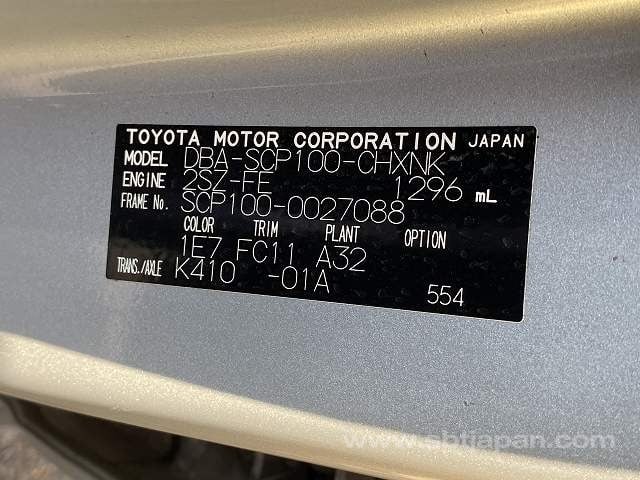 TOYOTA MOTOR CORPORATION JAPAN
MODEL DBA-SCP100-CHXNK
ENGINE 2SZ-FE 1296 mL
FRAME No. SCP100-0027088
COLOR TRIM PLANT OPTION
1E7 FC11 A32
TRANS./AXLE K410 -01A
554
www.sbtjapan.com